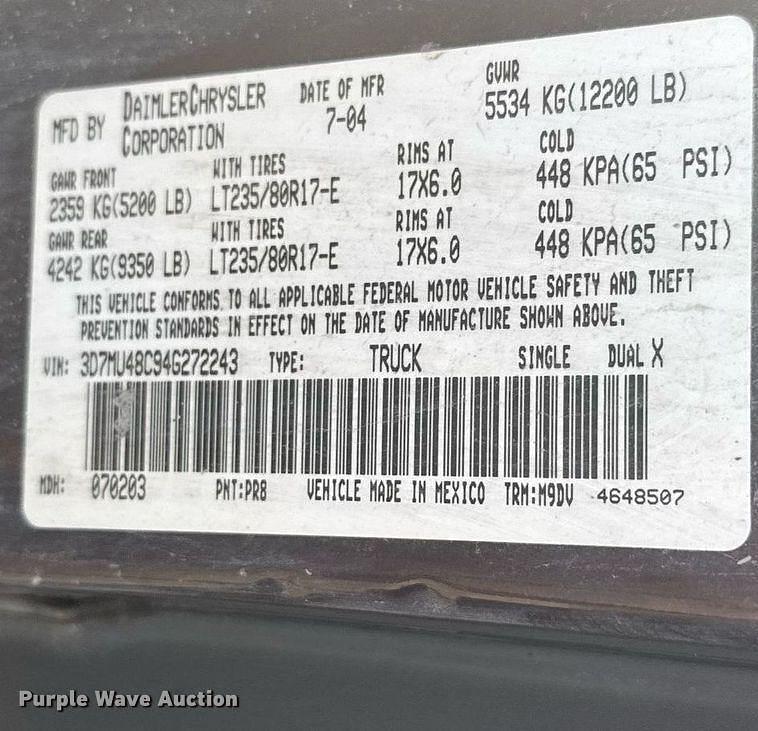 MFD BY DAIMLERCHRYSLER CORPORATION DATE OF MFR 7-04 GVWR 5534 KG(12200 LB)
GAWR FRONT WITH TIRES RIMS AT COLD
2359 KG(5200 LB) LT235/80R17-E 17X6.0 448 KPA(65 PSI)
GAWR REAR WITH TIRES RIMS AT COLD
4242 KG(9350 LB) LT235/80R17-E 17X6.0 448 KPA(65 PSI)
THIS VEHICLE CONFORMS TO ALL APPLICABLE FEDERAL MOTOR VEHICLE SAFETY AND THEFT
PREVENTION STANDARDS IN EFFECT ON THE DATE OF MANUFACTURE SHOWN ABOVE.
VIN: 3D7MU48C94G272243 TYPE: TRUCK SINGLE DUAL X
MDH: 070203 PNT:PR8 VEHICLE MADE IN MEXICO TRM:M9DV 4648507
Purple Wave Auction